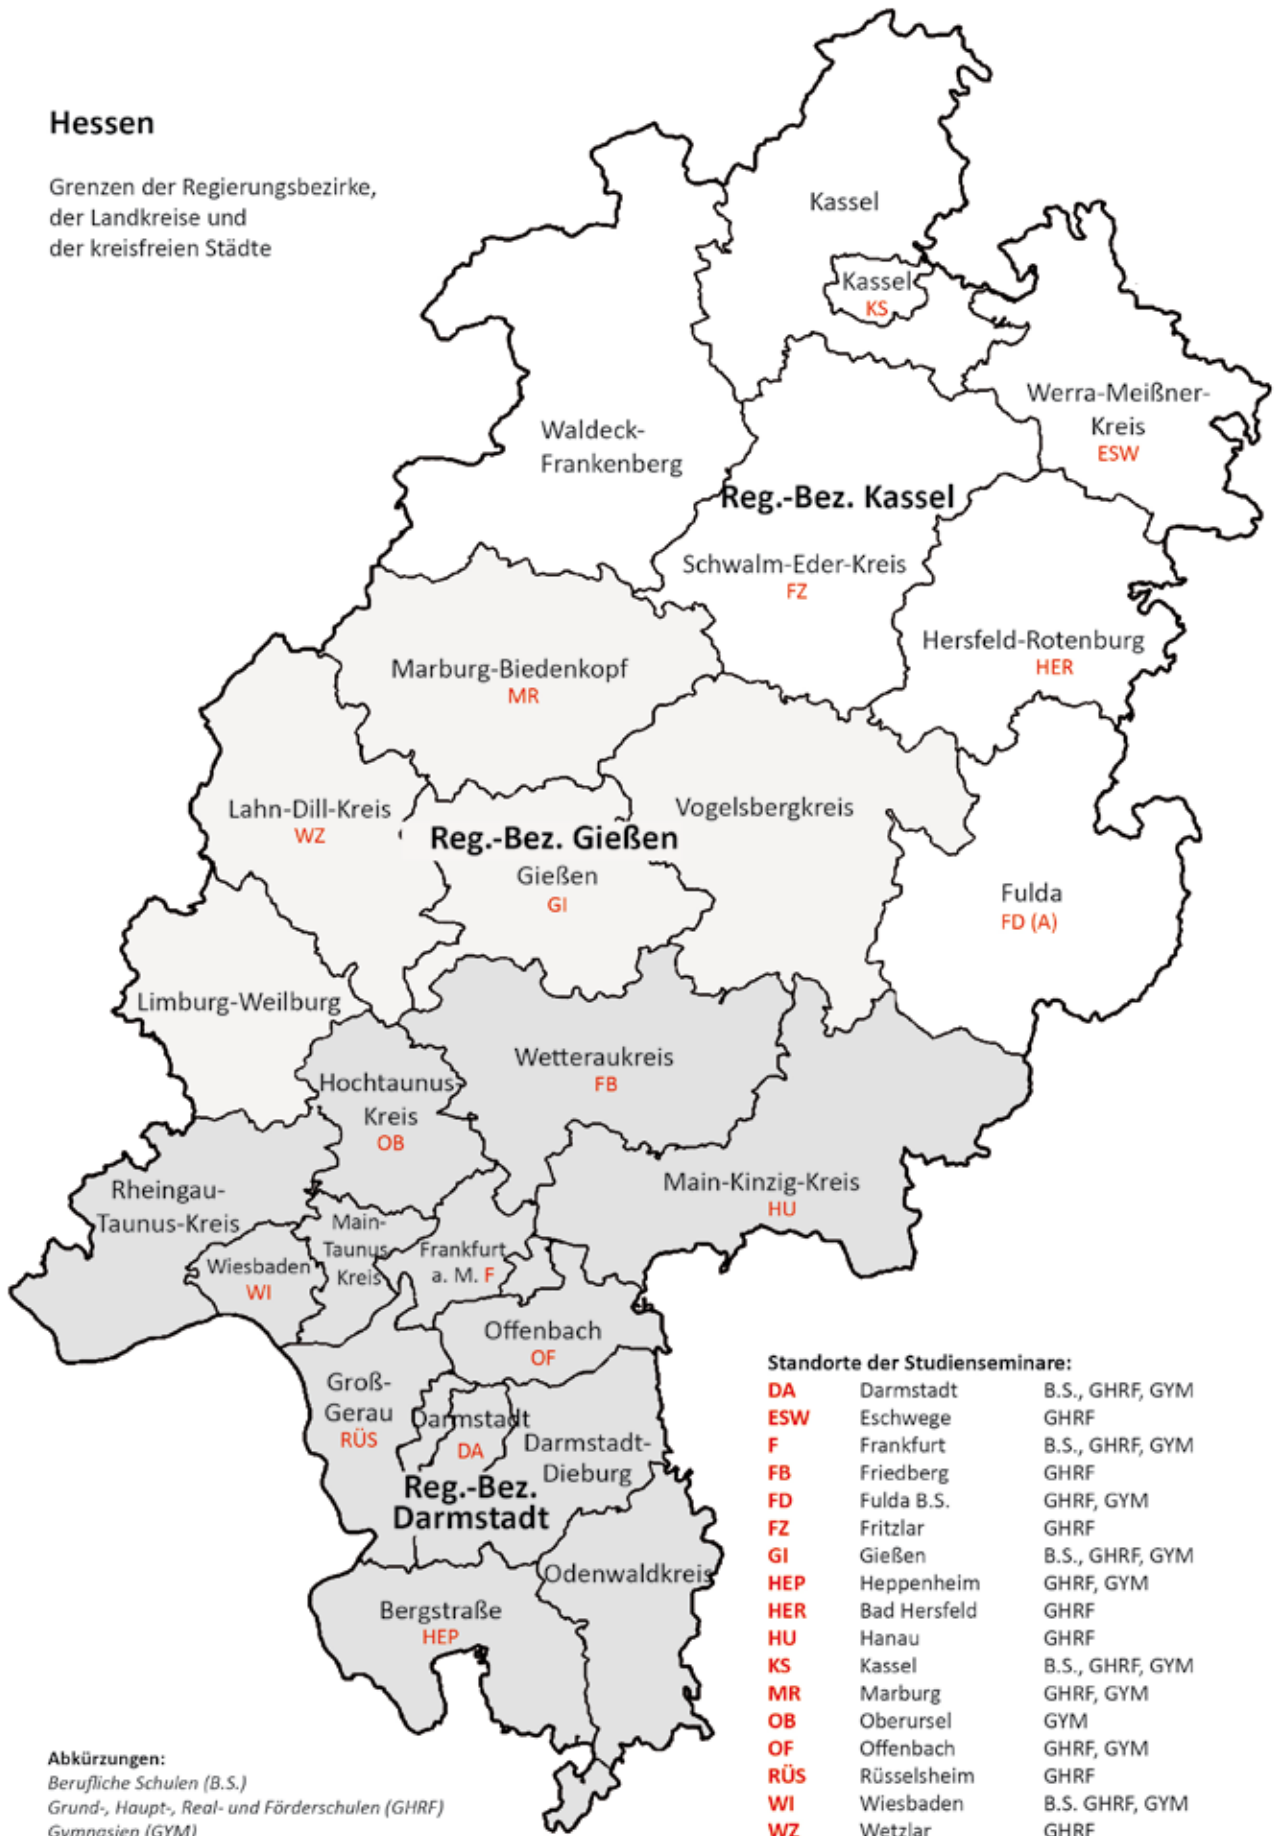 Hessen
Grenzen der Regierungsbezirke,
der Landkreise und
der kreisfreien Städte
Kassel
Kassel
KS
Werra-Meißner-
Kreis
ESW
Waldeck-
Frankenberg
Reg.-Bez. Kassel
Schwalm-Eder-Kreis
FZ
Hersfeld-Rotenburg
HER
Marburg-Biedenkopf
MR
Lahn-Dill-Kreis
WZ
Vogelsbergkreis
Reg.-Bez. Gießen
Gießen
GI
Fulda
FD (A)
Limburg-Weilburg
Wetteraukreis
FB
Hochtaunus-
Kreis
OB
Main-Kinzig-Kreis
HU
Rheingau-
Taunus-Kreis
Main-
Taunus-
Kreis
Frankfurt
a. M. F
Wiesbaden
WI
Offenbach
OF
Groß-
Gerau
RÜS
Darmstadt
DA
Darmstadt-
Dieburg
Reg.-Bez.
Darmstadt
Odenwaldkreis
Bergstraße
HEP
Standorte der Studienseminare:
DA Darmstadt B.S., GHRF, GYM
ESW Eschwege GHRF
F Frankfurt B.S., GHRF, GYM
FB Friedberg GHRF
FD Fulda B.S. GHRF, GYM
FZ Fritzlar GHRF
GI Gießen B.S., GHRF, GYM
HEP Heppenheim GHRF, GYM
HER Bad Hersfeld GHRF
HU Hanau GHRF
KS Kassel B.S., GHRF, GYM
MR Marburg GHRF, GYM
OB Oberursel GYM
OF Offenbach GHRF, GYM
RÜS Rüsselsheim GHRF
WI Wiesbaden B.S. GHRF, GYM
WZ Wetzlar GHRF
Abkürzungen:
Berufliche Schulen (B.S.)
Grund-, Haupt-, Real- und Förderschulen (GHRF)
Gymnasien (GYM)